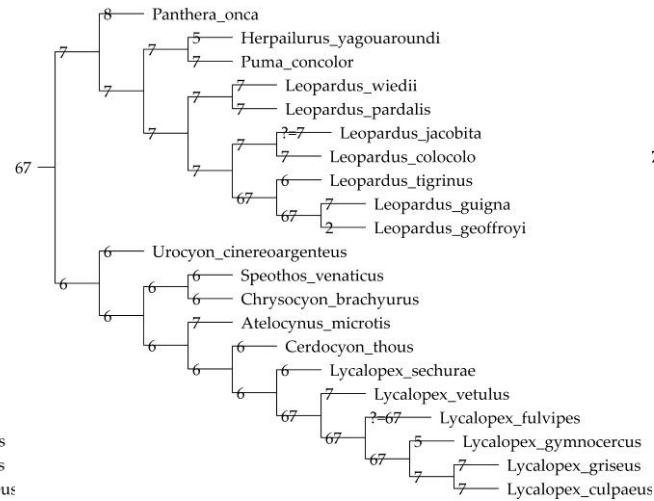 8 Panthera_onca
5 Herpailurus_yagouaroundi
7
7
7 Puma_concolor
7 Leopardus_wiedii
7
7
7 Leopardus_pardalis
7
?=7 Leopardus_jacobita
7
7 Leopardus_colocolo
67
7
6 Leopardus_tigrinus
67
7 Leopardus_guigna
67
2 Leopardus_geoffroyi
6 Urocyon_cinereoargenteus
6 Speothos_venaticus
6
6
6 Chrysocyon_brachyurus
6
7 Atelocynus_microtis
6
6 Cerdocyon_thous
6
6 Lycalopex_sechurae
6
7 Lycalopex_vetulus
67
?=67 Lycalopex_fulvipes
67
5 Lycalopex_gymnocercus
s
67
7 Lycalopex_griseus
s
7
7 Lycalopex_culpaeus
us